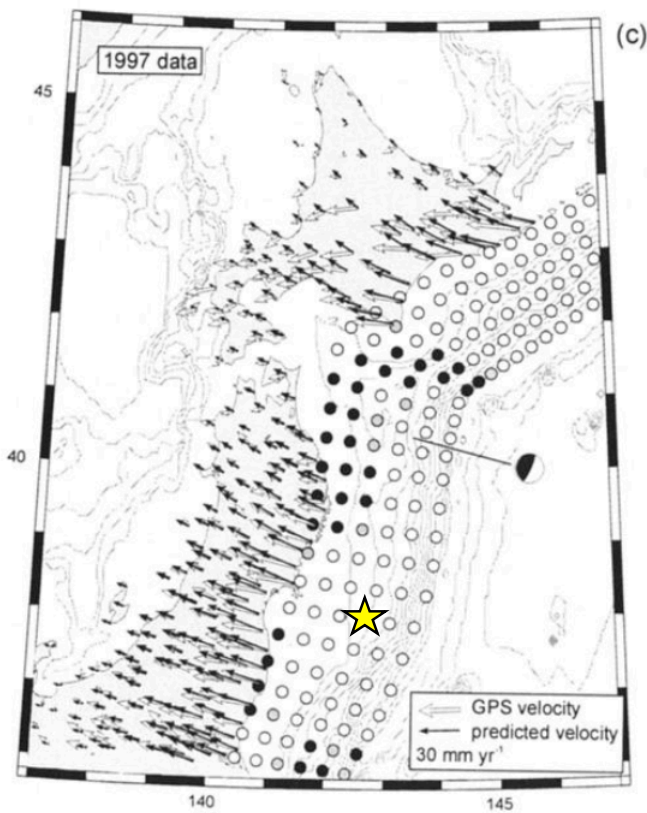 (c)
1997 data
45
40
GPS velocity
predicted velocity
30 mm yr⁻¹
140
145